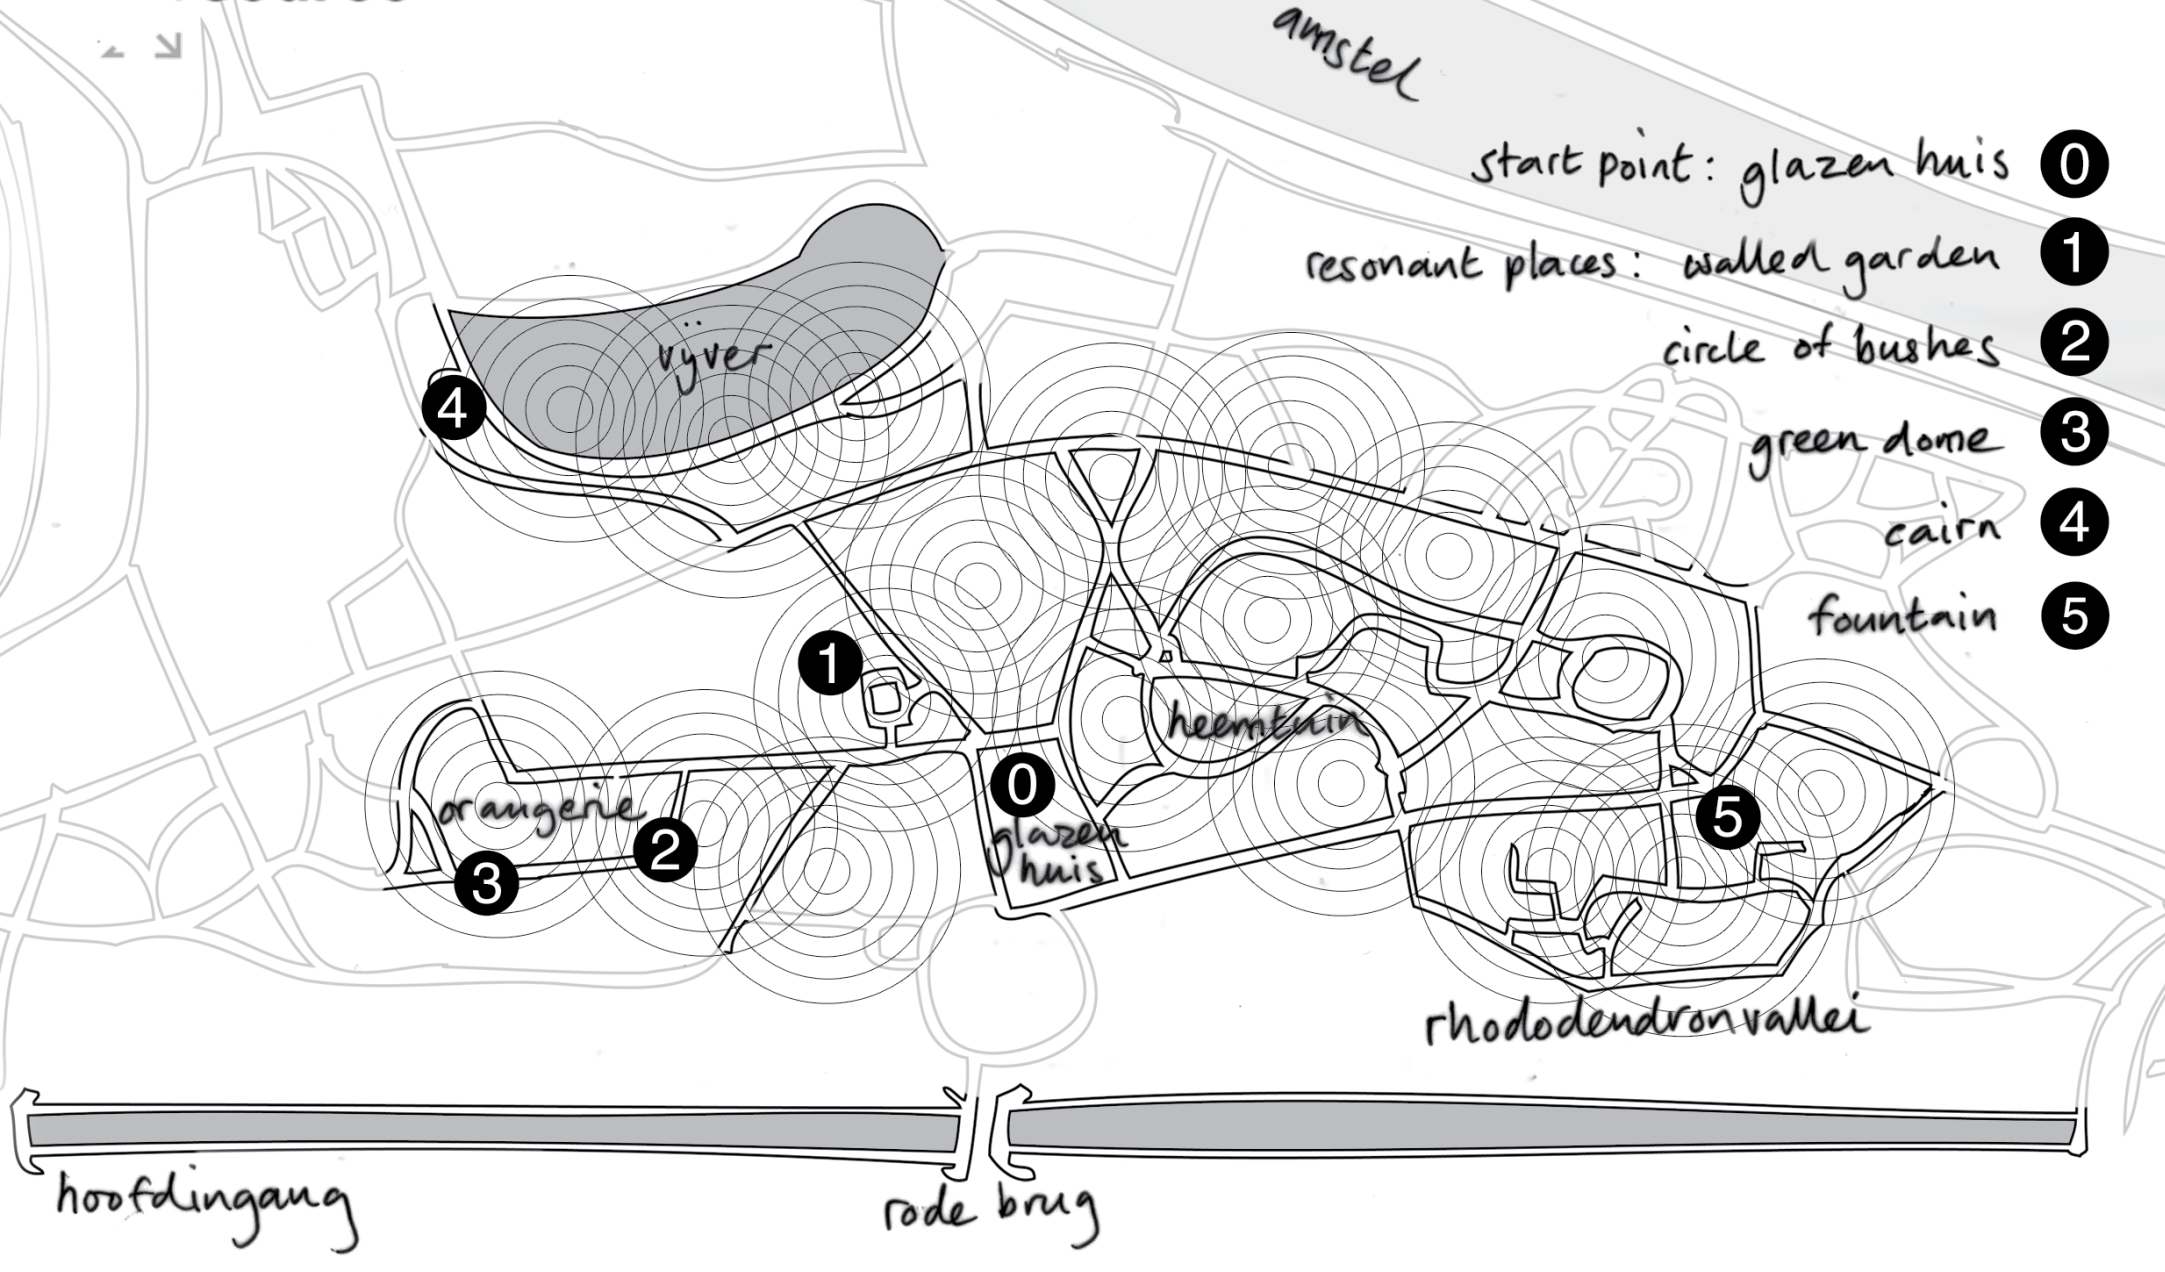 amstel
start point: glazen huis 0
resonant places: walled garden 1
circle of bushes 2
green dome 3
cairn 4
fountain 5
vÿver
4
1
heemtuin
0
glazen
huis
orangerie
2
3
5
rhododendronvallei
hoofdingang
rode brug